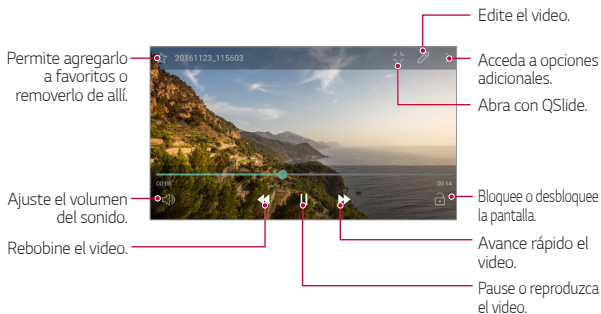 Edite el video.
Permite agregarlo
a favoritos o
removerlo de allí.
20161123_115603
Acceda a opciones
adicionales.
Abra con QSlide.
00:06
00:14
Ajuste el volumen
del sonido.
Bloquee o desbloquee
la pantalla.
Rebobine el video.
Avance rápido el
video.
Pause o reproduzca
el video.